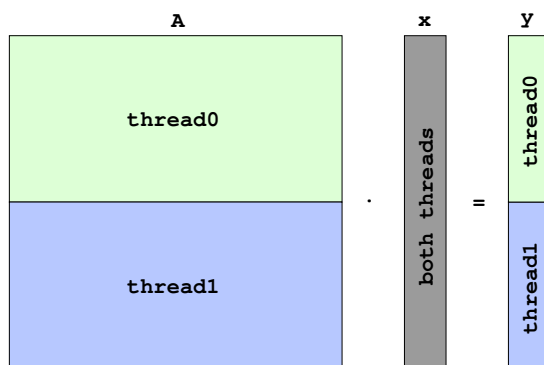 A x y
thread0
thread1
both threads
thread0
thread1
· =